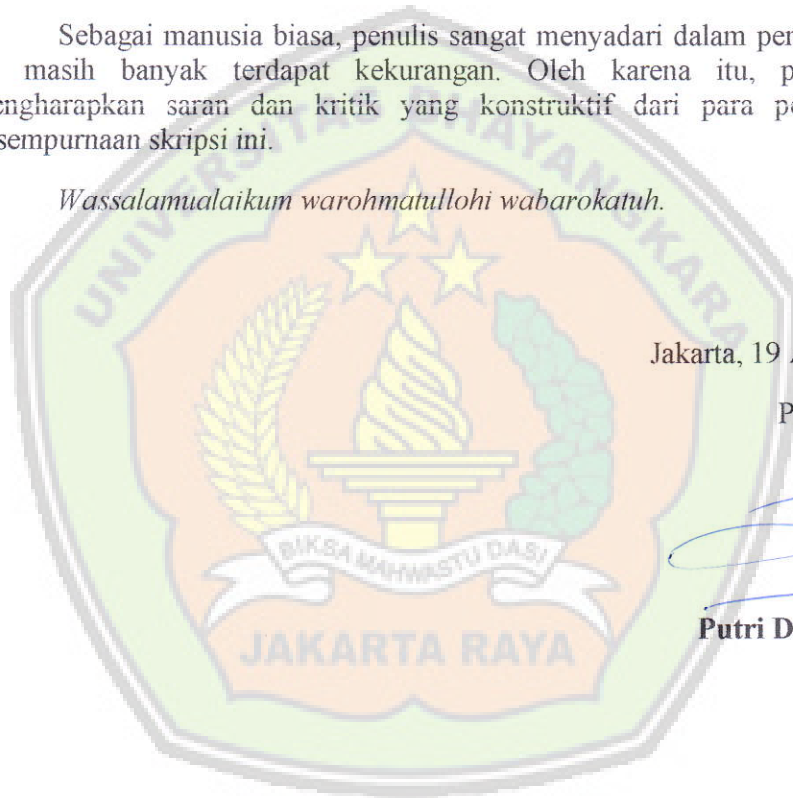 Sebagai manusia biasa, penulis sangat menyadari dalam pen
masih banyak terdapat kekurangan. Oleh karena itu, p
engharapkan saran dan kritik yang konstruktif dari para pe
sempurnaan skripsi ini.
Wassalamualaikum warohmatullohi wabarokatuh.
UNIVERSITAS BHAYANGKARA
Jakarta, 19
P
BIKSA MAHWASTU DASI
Putri D
JAKARTA RAYA